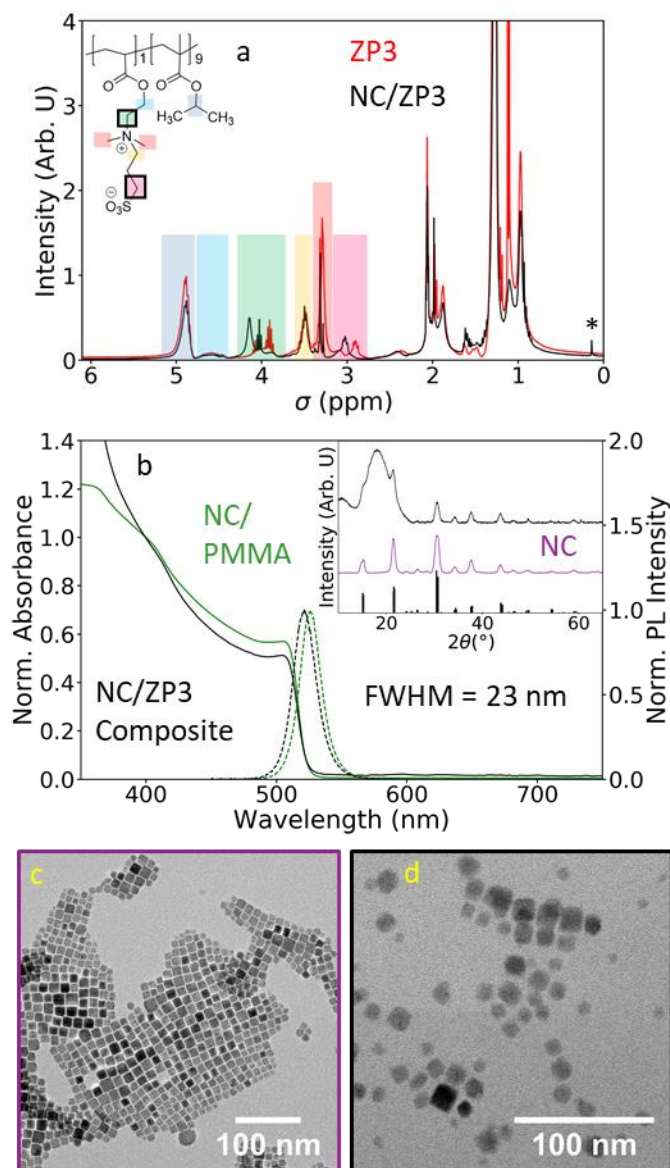 4
3
2
1
0
Intensity (Arb. U)
a
ZP3
NC/ZP3
1
9
O
O
O
O
N
⊕
H₃C
CH₃
⊖
O₃S
*
6
5
4
3
2
1
0
σ (ppm)
b
1.4
1.2
1.0
0.8
0.6
0.4
0.2
0.0
Norm. Absorbance
NC/
PMMA
NC/ZP3
Composite
FWHM = 23 nm
Intensity (Arb. U)
NC
20
40
60
2θ(°)
2.0
1.5
1.0
0.5
0.0
Norm. PL Intensity
400
500
600
700
Wavelength (nm)
c
100 nm
d
100 nm